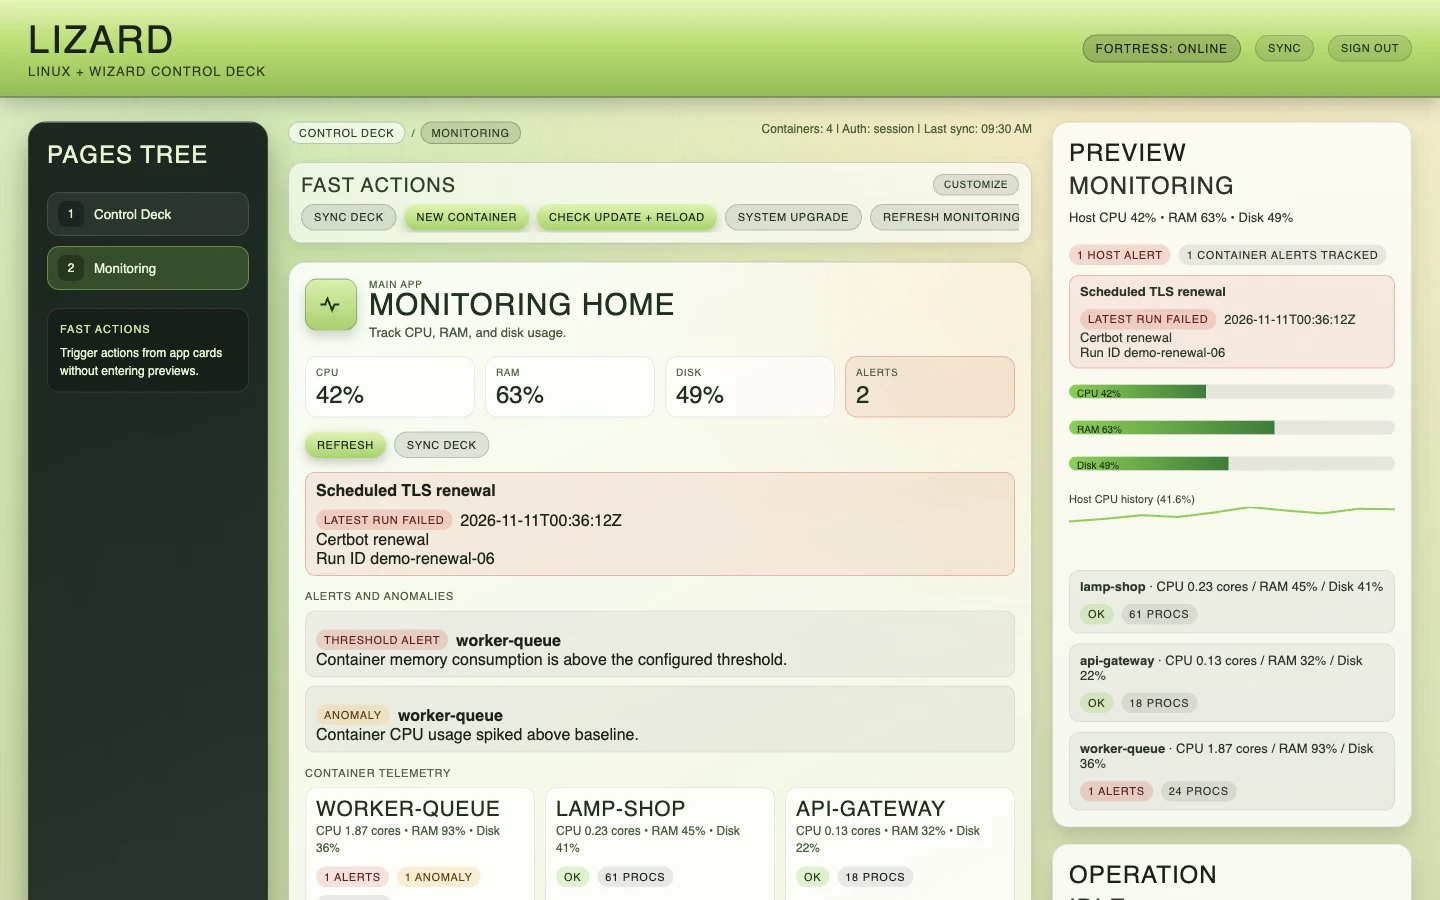 LIZARD
LINUX + WIZARD CONTROL DECK
FORTRESS: ONLINE
SYNC
SIGN OUT
PAGES TREE
1 Control Deck
2 Monitoring
FAST ACTIONS
Trigger actions from app cards
without entering previews.
CONTROL DECK / MONITORING
Containers: 4 | Auth: session | Last sync: 09:30 AM
FAST ACTIONS
CUSTOMIZE
SYNC DECK
NEW CONTAINER
CHECK UPDATE + RELOAD
SYSTEM UPGRADE
REFRESH MONITORING
MAIN APP
MONITORING HOME
Track CPU, RAM, and disk usage.
CPU
42%
RAM
63%
DISK
49%
ALERTS
2
REFRESH
SYNC DECK
Scheduled TLS renewal
LATEST RUN FAILED 2026-11-11T00:36:12Z
Certbot renewal
Run ID demo-renewal-06
ALERTS AND ANOMALIES
THRESHOLD ALERT worker-queue
Container memory consumption is above the configured threshold.
ANOMALY worker-queue
Container CPU usage spiked above baseline.
CONTAINER TELEMETRY
WORKER-QUEUE
CPU 1.87 cores • RAM 93% • Disk
36%
1 ALERTS
1 ANOMALY
LAMP-SHOP
CPU 0.23 cores • RAM 45% • Disk
41%
OK
61 PROCS
API-GATEWAY
CPU 0.13 cores • RAM 32% • Disk
22%
OK
18 PROCS
PREVIEW
MONITORING
Host CPU 42% • RAM 63% • Disk 49%
1 HOST ALERT
1 CONTAINER ALERTS TRACKED
Scheduled TLS renewal
LATEST RUN FAILED 2026-11-11T00:36:12Z
Certbot renewal
Run ID demo-renewal-06
CPU 42%
RAM 63%
Disk 49%
Host CPU history (41.6%)
lamp-shop · CPU 0.23 cores / RAM 45% / Disk 41%
OK
61 PROCS
api-gateway · CPU 0.13 cores / RAM 32% / Disk
22%
OK
18 PROCS
worker-queue · CPU 1.87 cores / RAM 93% / Disk
36%
1 ALERTS
24 PROCS
OPERATION